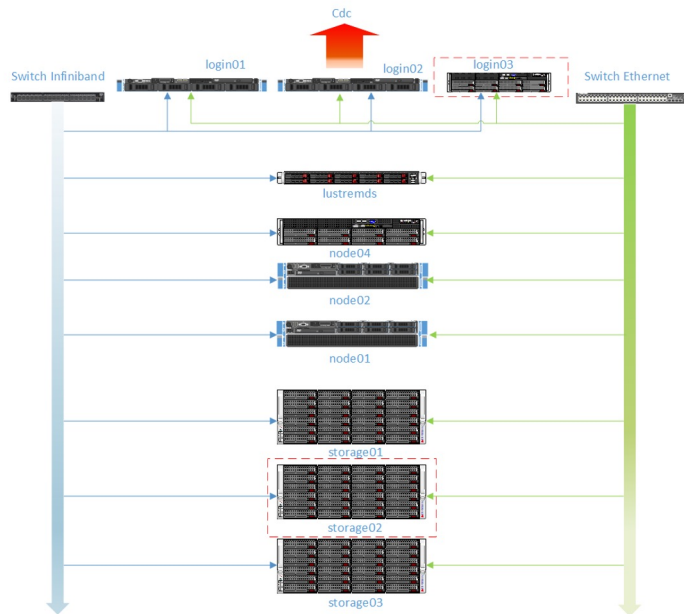 Cdc
login01
login02
login03
Switch Infiniband
Switch Ethernet
lustremds
node04
node02
node01
storage01
storage02
storage03